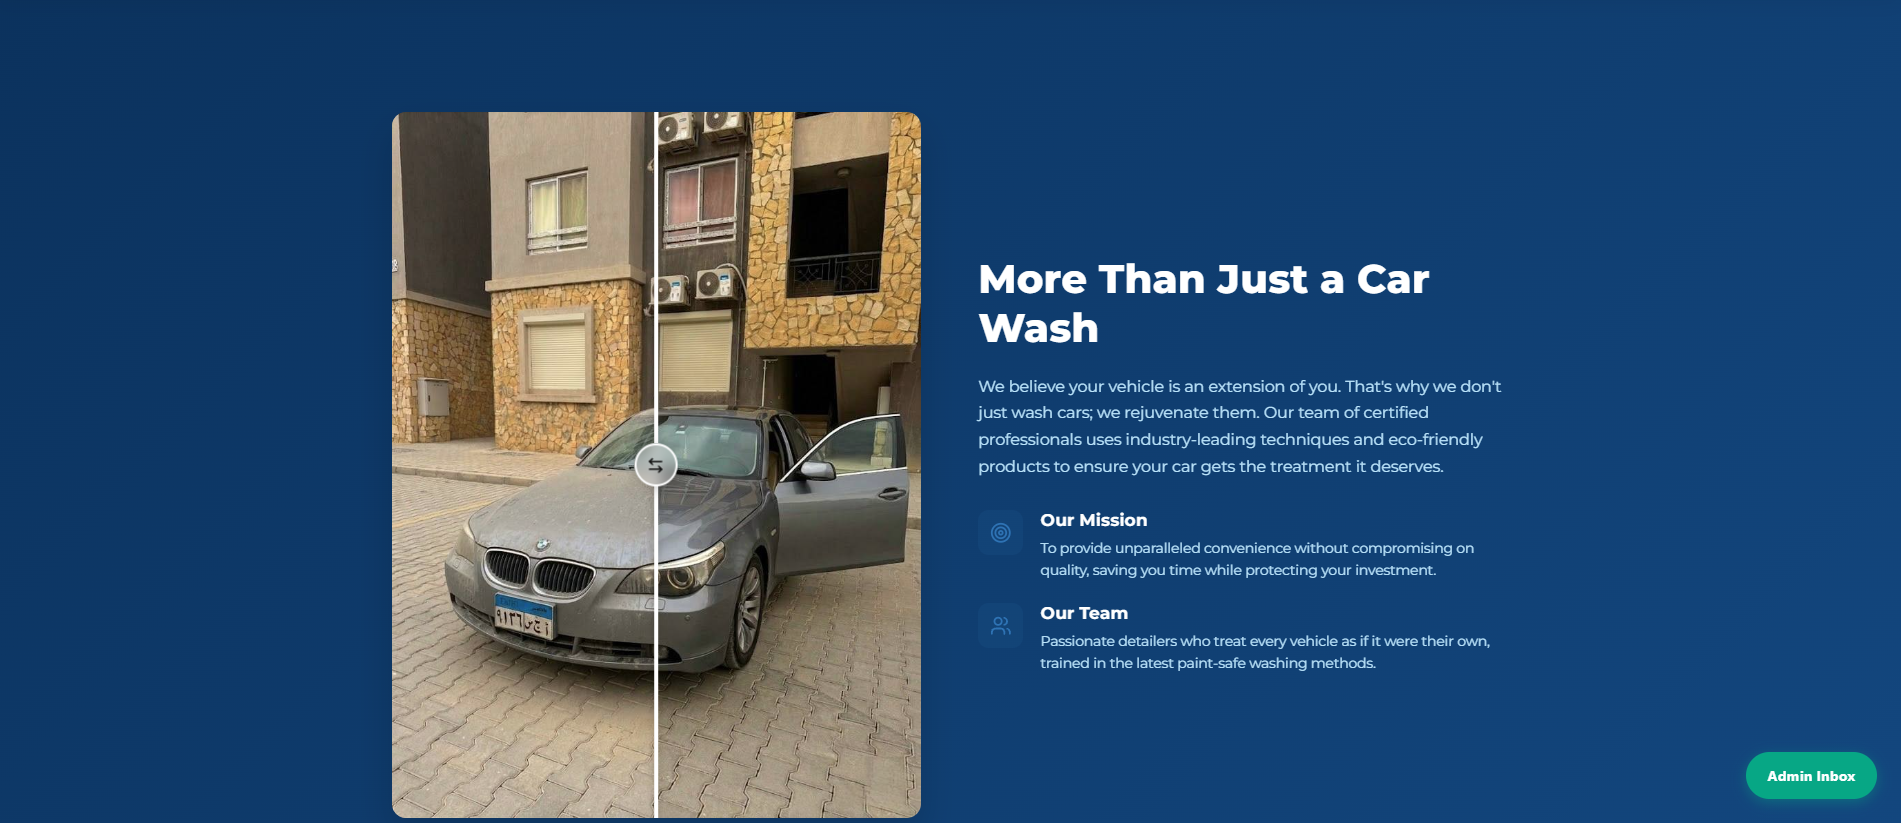 More Than Just a Car
Wash
We believe your vehicle is an extension of you. That's why we don't
just wash cars; we rejuvenate them. Our team of certified
professionals uses industry-leading techniques and eco-friendly
products to ensure your car gets the treatment it deserves.
Our Mission
To provide unparalleled convenience without compromising on
quality, saving you time while protecting your investment.
Our Team
Passionate detailers who treat every vehicle as if it were their own,
trained in the latest paint-safe washing methods.
Admin Inbox